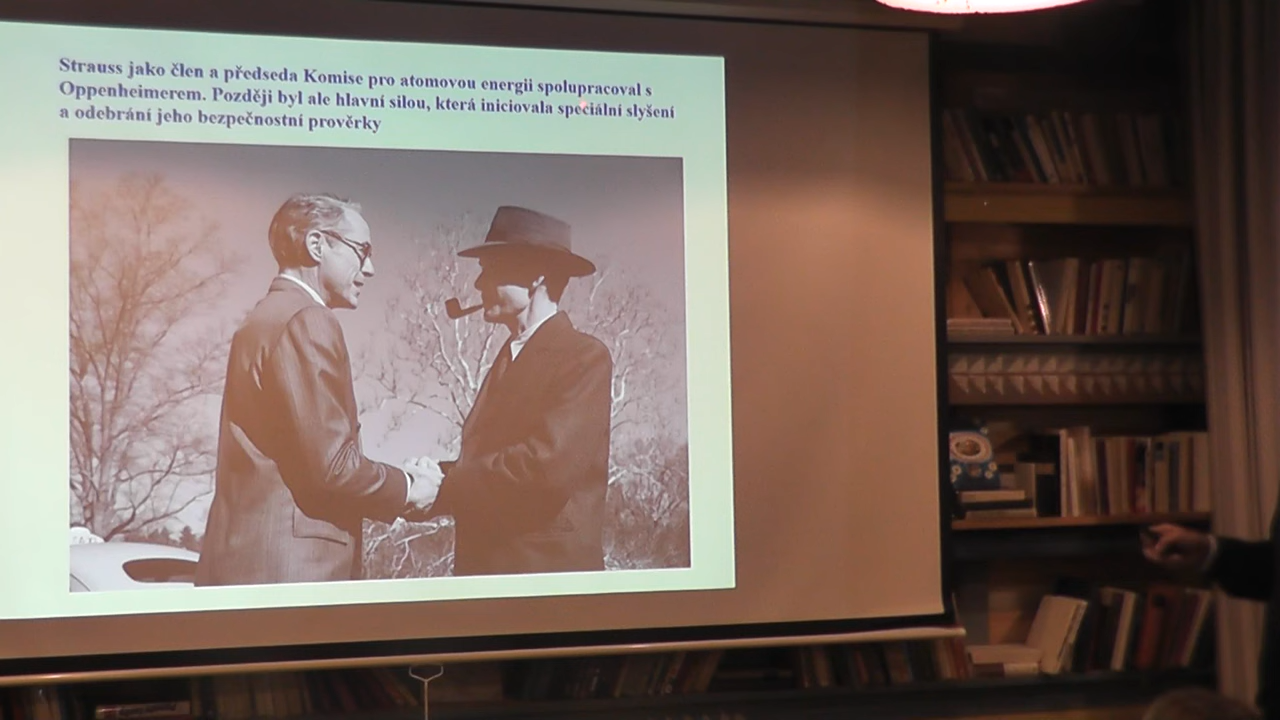 Strauss jako člen a předseda Komise pro atomovou energii spolupracoval s
Oppenheimerem. Později byl ale hlavní silou, která iniciovala speciální slyšení
a odebrání jeho bezpečnostní prověrky